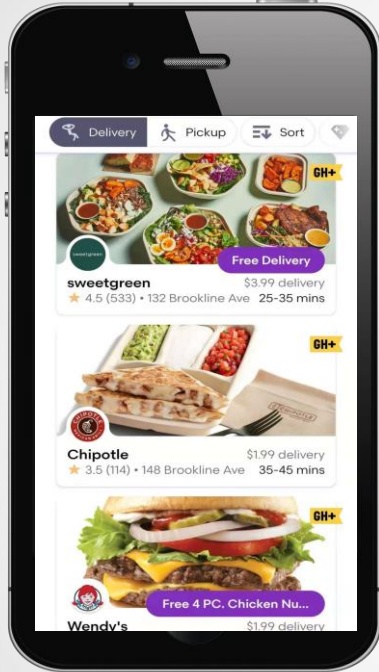 Delivery Pickup Sort
GH+
sweetgreen
Free Delivery
sweetgreen $3.99 delivery
4.5 (533) • 132 Brookline Ave 25-35 mins
GH+
CHIPOTLE
CHIPOTLE
Chipotle $1.99 delivery
3.5 (114) • 148 Brookline Ave 35-45 mins
GH+
Free 4 PC. Chicken Nu...
Wendy's $1.99 delivery